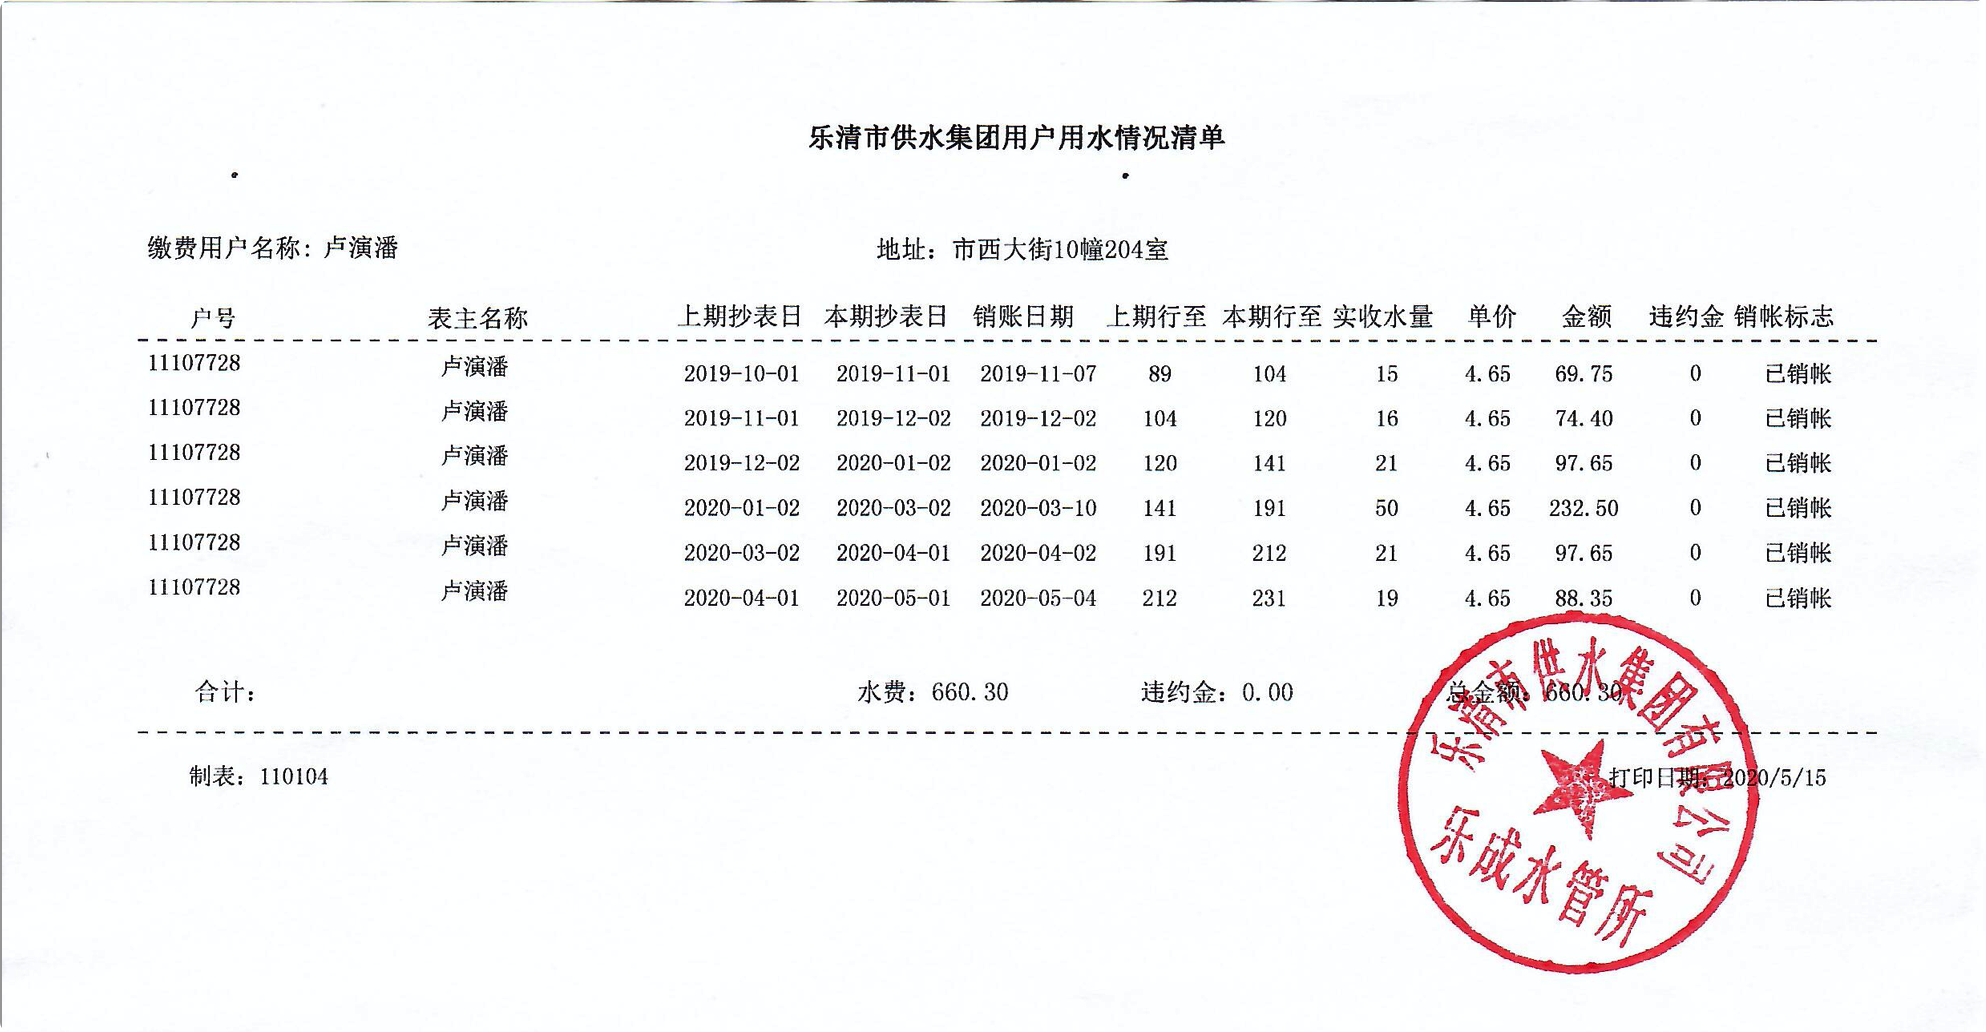 乐清市供水集团用户用水情况清单
缴费用户名称：卢演潘 地址：市西大街10幢204室
户号 表主名称 上期抄表日 本期抄表日 销账日期 上期行至 本期行至 实收水量 单价 金额 违约金 销帐标志
11107728 卢演潘 2019-10-01 2019-11-01 2019-11-07 89 104 15 4.65 69.75 0 已销帐
11107728 卢演潘 2019-11-01 2019-12-02 2019-12-02 104 120 16 4.65 74.40 0 已销帐
11107728 卢演潘 2019-12-02 2020-01-02 2020-01-02 120 141 21 4.65 97.65 0 已销帐
11107728 卢演潘 2020-01-02 2020-03-02 2020-03-10 141 191 50 4.65 232.50 0 已销帐
11107728 卢演潘 2020-03-02 2020-04-01 2020-04-02 191 212 21 4.65 97.65 0 已销帐
11107728 卢演潘 2020-04-01 2020-05-01 2020-05-04 212 231 19 4.65 88.35 0 已销帐
合计： 水费：660.30 违约金：0.00 总金额：660.30
制表：110104 打印日期：2020/5/15
乐清市供水集团有限公司
乐成水管所